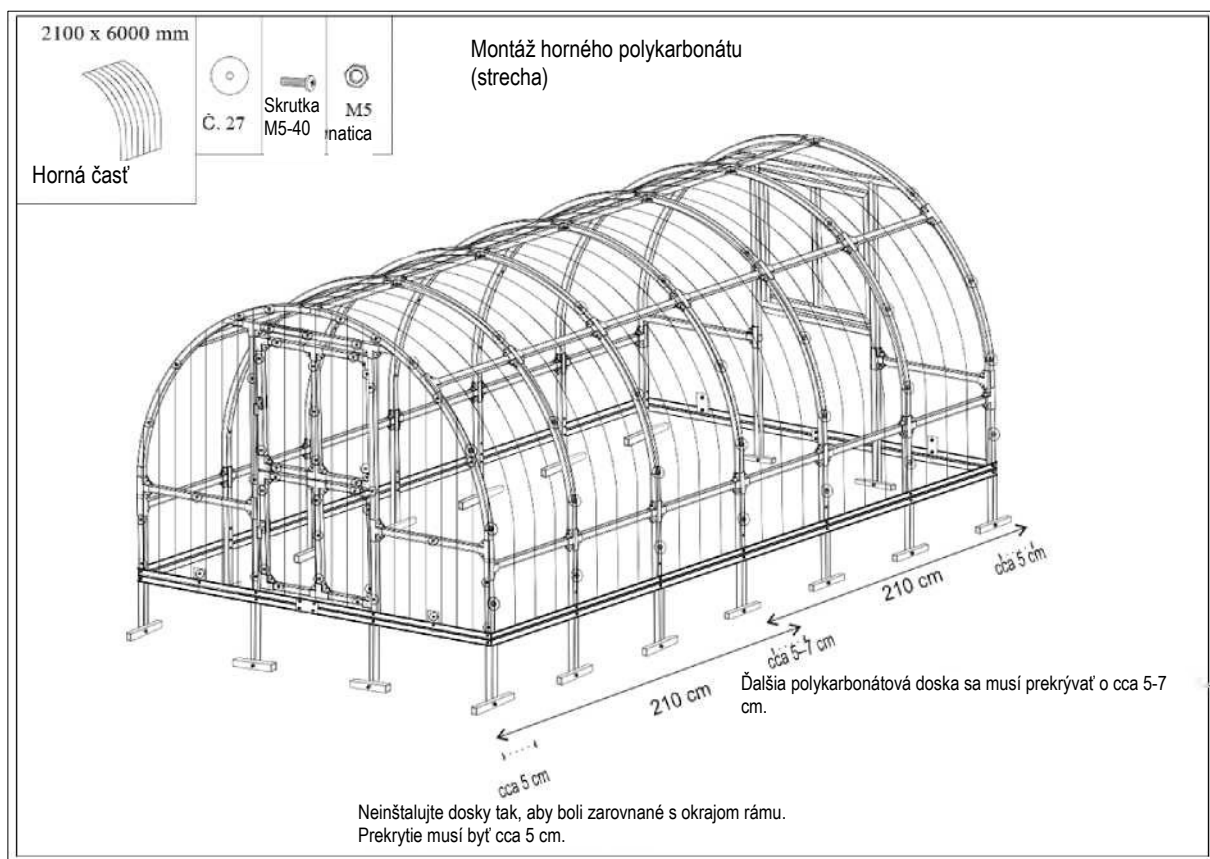 2100 x 6000 mm
Horná časť
Č. 27
Skrutka
M5-40
M5
natica
Montáž horného polykarbonátu
(strecha)
cca 5 cm
210 cm
cca 5-7 cm
210 cm
cca 5 cm
Ďalšia polykarbonátová doska sa musí prekrývať o cca 5-7
cm.
Neinštalujte dosky tak, aby boli zarovnané s okrajom rámu.
Prekrytie musí byť cca 5 cm.